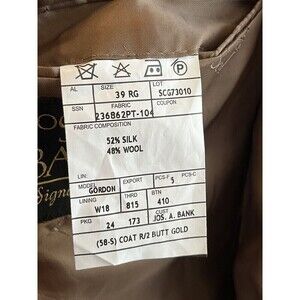 AL SIZE LOT
39 RG SCG73010
SSN FABRIC COUPON
236B62PT-104
FABRIC COMPOSITION
52% SILK
48% WOOL
(LIN)
MODEL EXPORT PCS-F
GORDON 5
LINING THRD BTN
W18 815 410
PKG CUST
24 173 JOS. A. BANK
(58-S) COAT R/2 BUTT GOLD
Signa